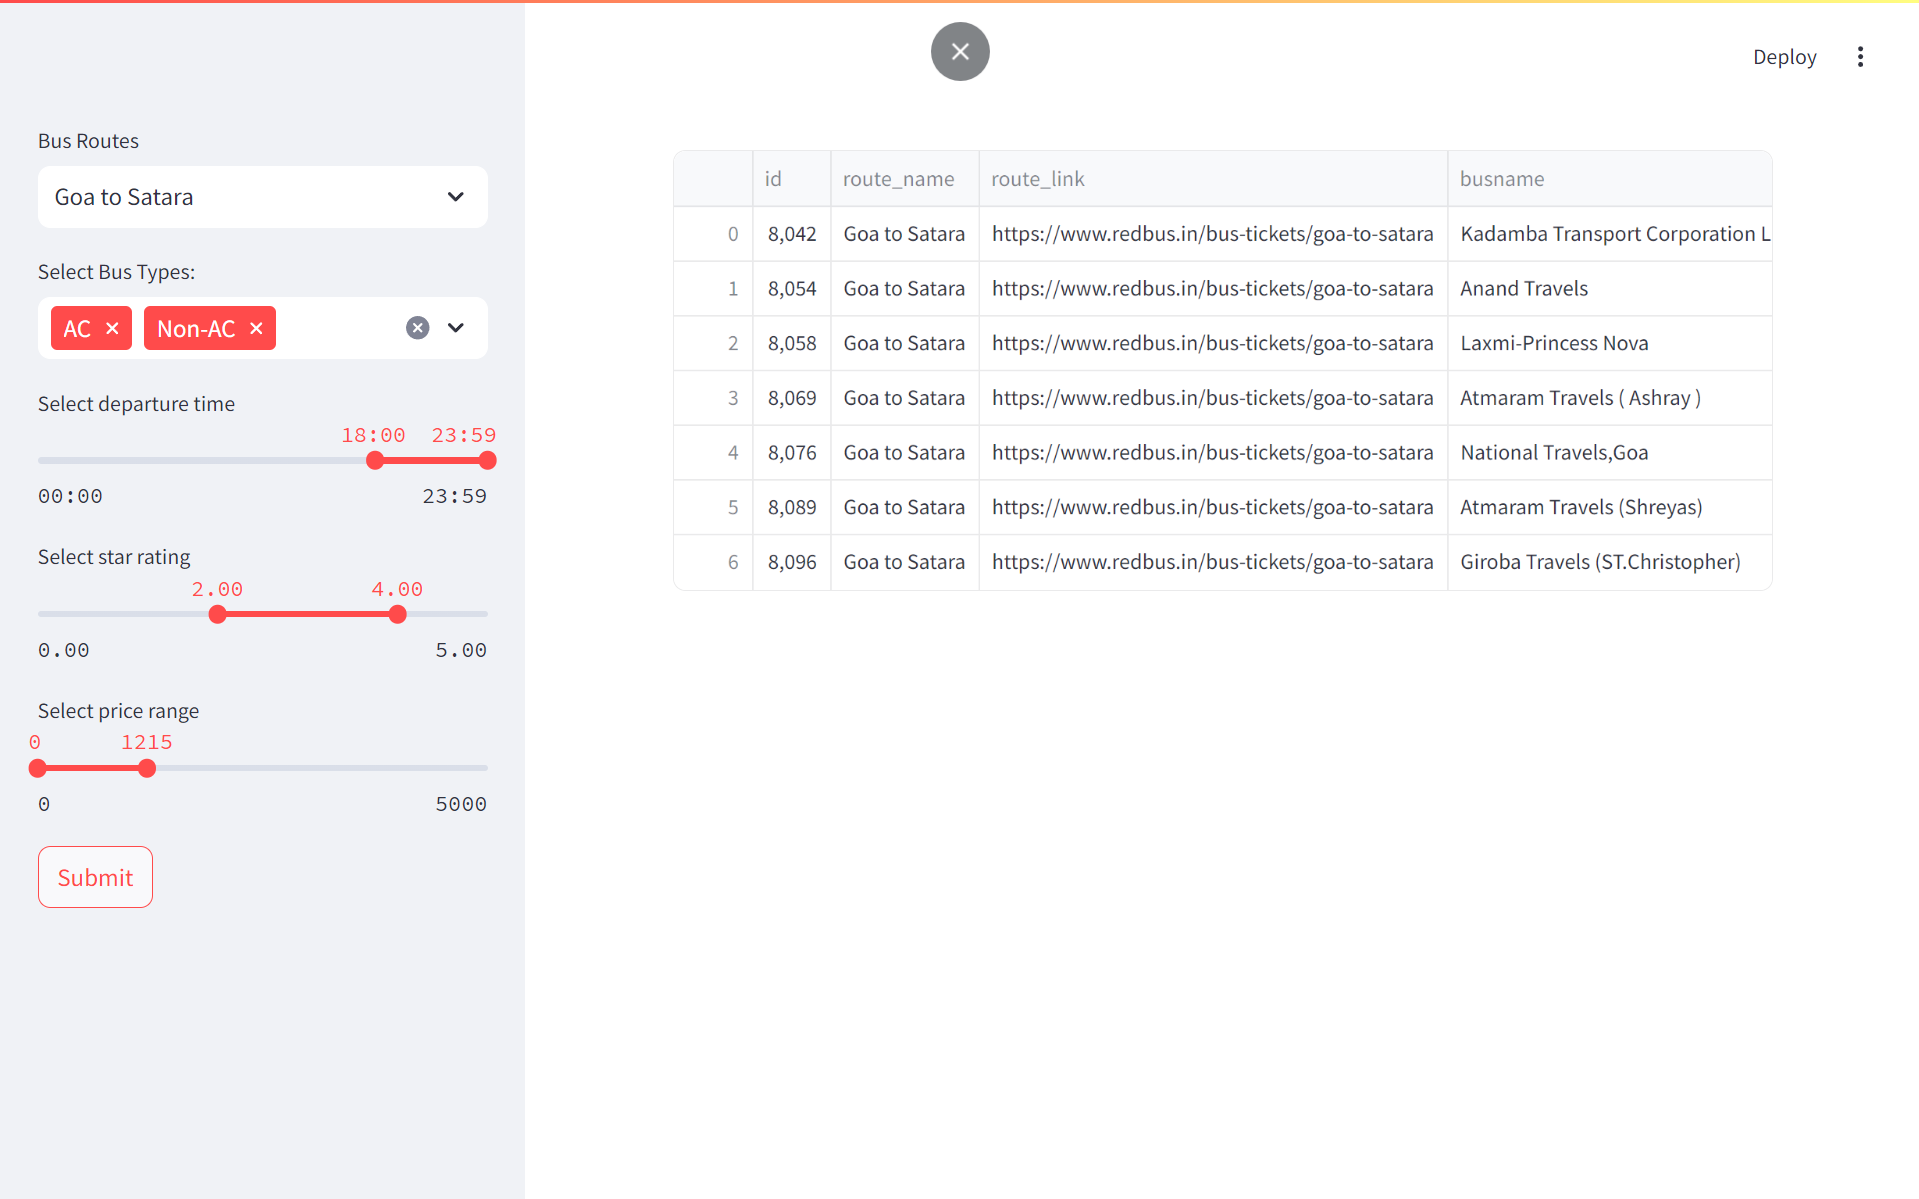 Deploy
Bus Routes
Goa to Satara
Select Bus Types:
AC Non-AC
Select departure time
18:00 23:59
00:00 23:59
Select star rating
2.00 4.00
0.00 5.00
Select price range
0 1215
0 5000
Submit
id route_name route_link busname
0 8,042 Goa to Satara https://www.redbus.in/bus-tickets/goa-to-satara Kadamba Transport Corporation L
1 8,054 Goa to Satara https://www.redbus.in/bus-tickets/goa-to-satara Anand Travels
2 8,058 Goa to Satara https://www.redbus.in/bus-tickets/goa-to-satara Laxmi-Princess Nova
3 8,069 Goa to Satara https://www.redbus.in/bus-tickets/goa-to-satara Atmaram Travels ( Ashray )
4 8,076 Goa to Satara https://www.redbus.in/bus-tickets/goa-to-satara National Travels,Goa
5 8,089 Goa to Satara https://www.redbus.in/bus-tickets/goa-to-satara Atmaram Travels (Shreyas)
6 8,096 Goa to Satara https://www.redbus.in/bus-tickets/goa-to-satara Giroba Travels (ST.Christopher)